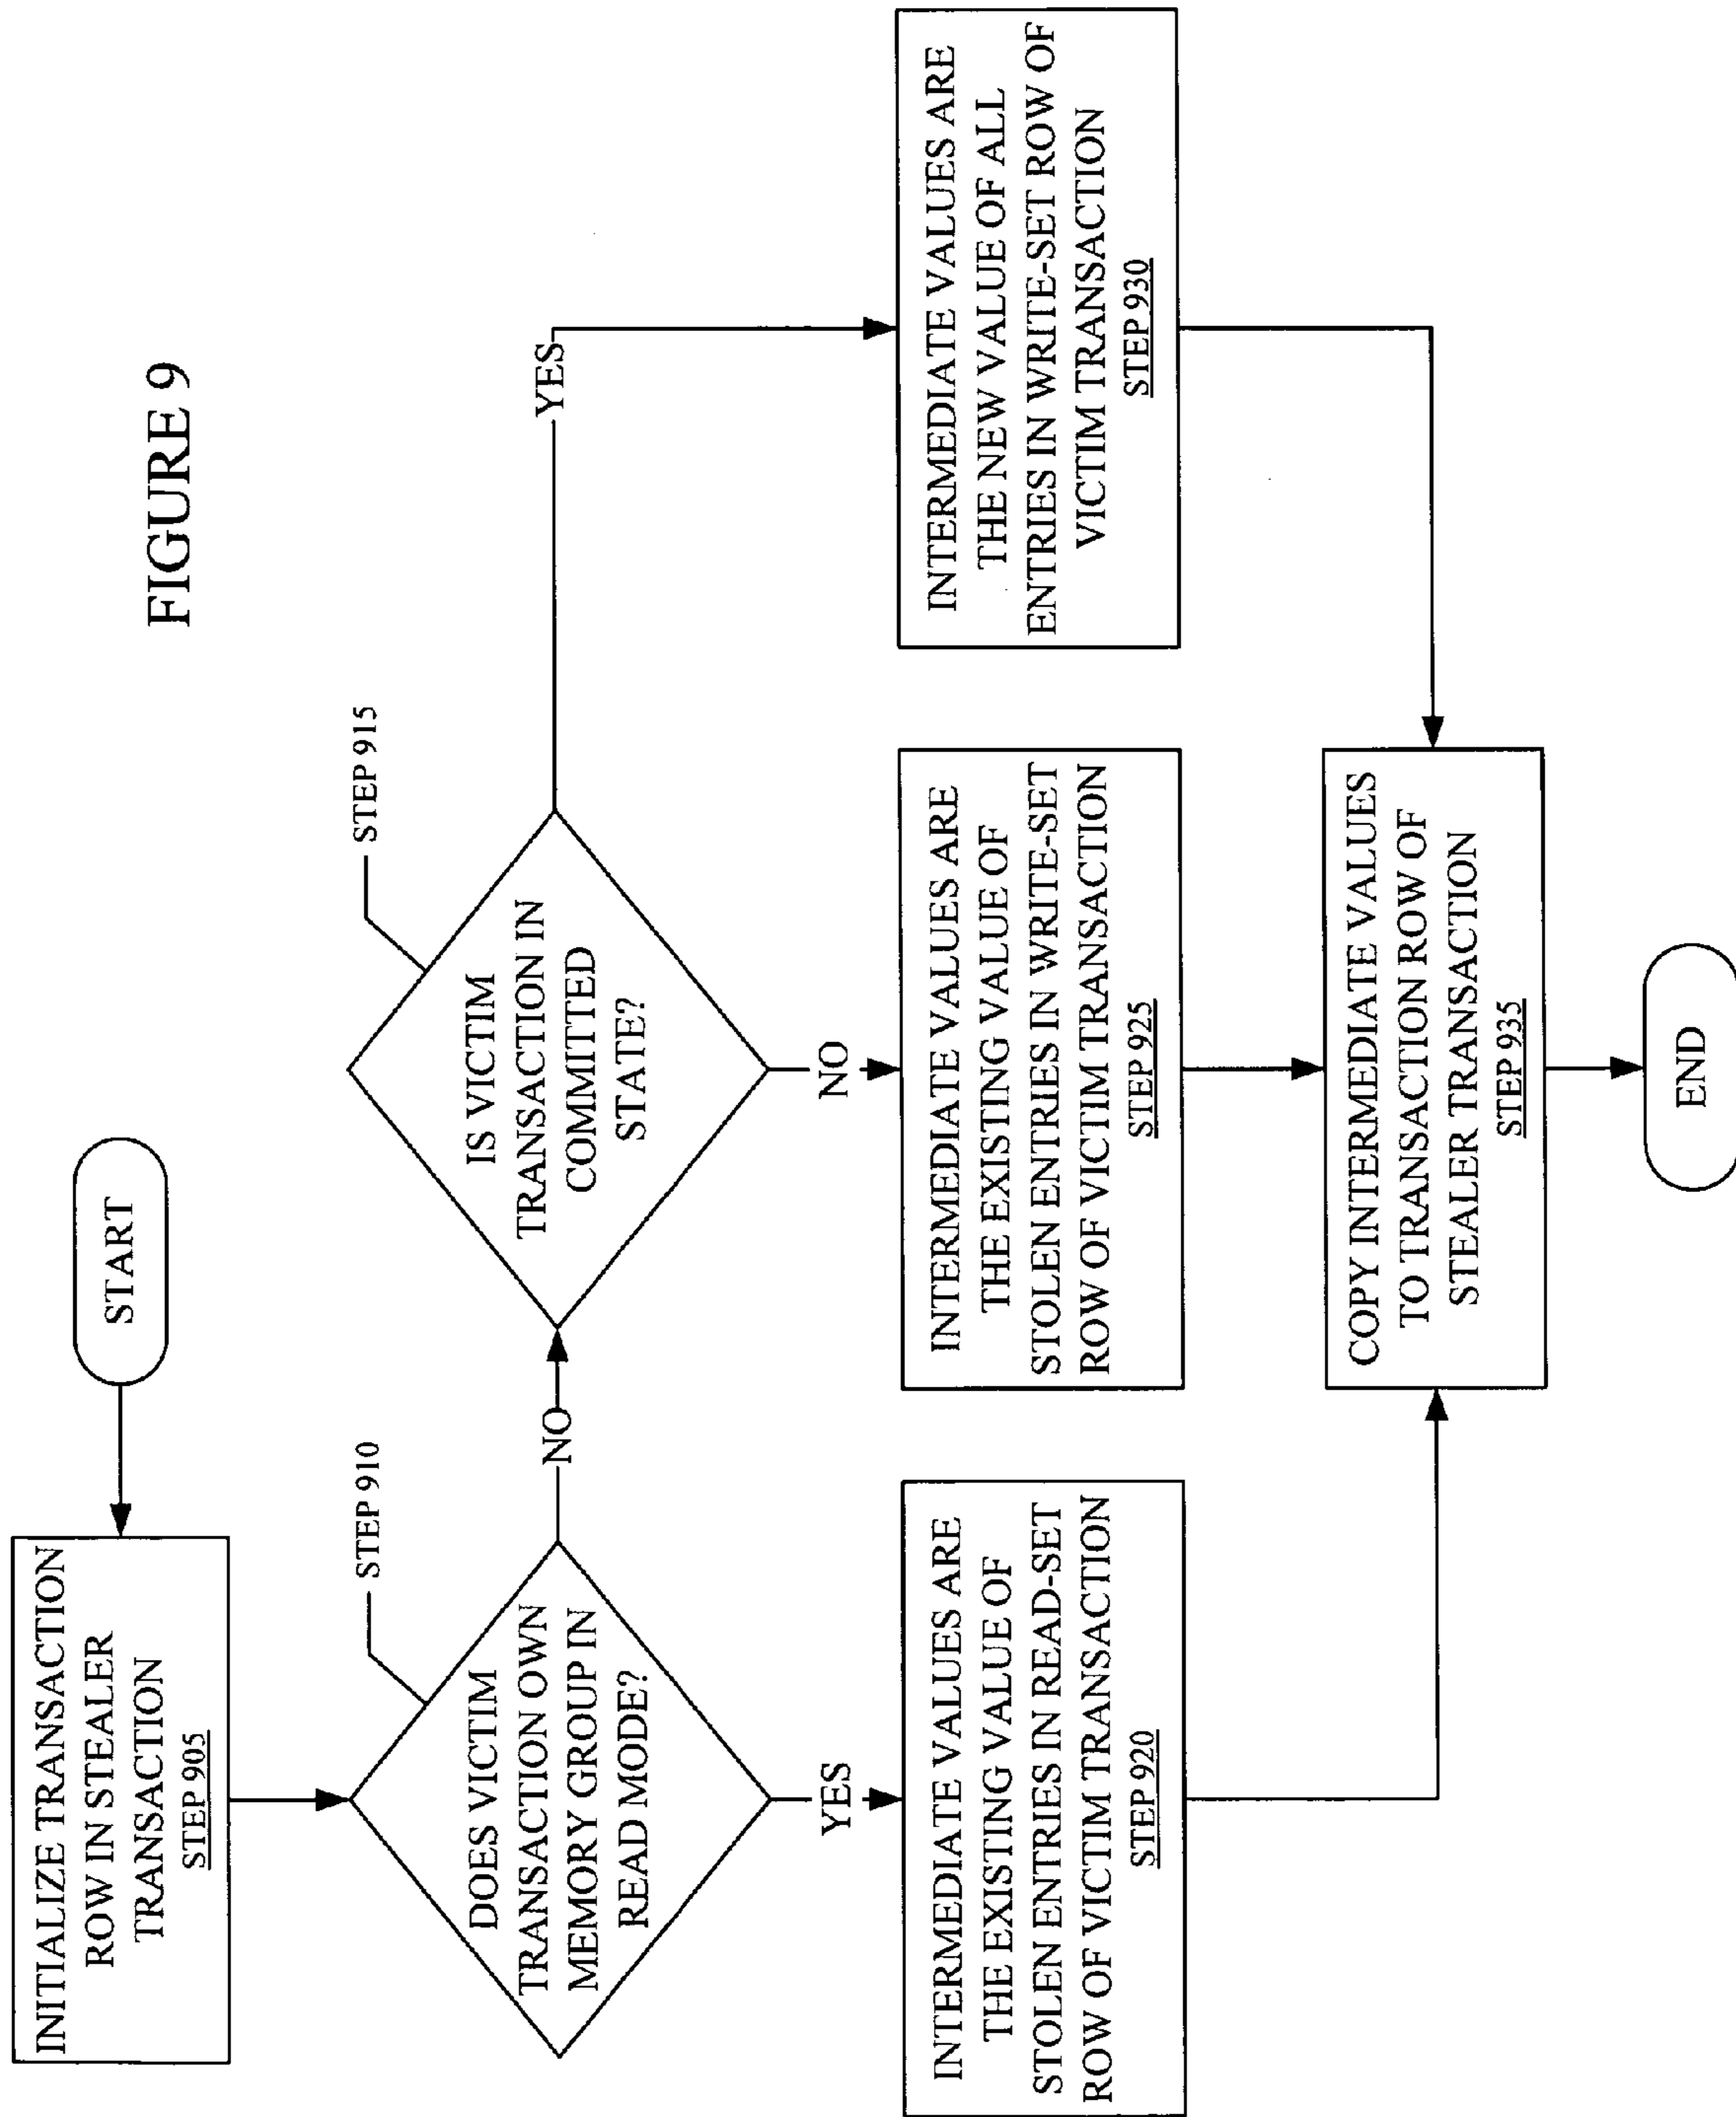 FIGURE 9
START
INITIALIZE TRANSACTION
ROW IN STEALER
TRANSACTION
STEP 905
STEP 910
DOES VICTIM
TRANSACTION OWN
MEMORY GROUP IN
READ MODE?
NO
YES
STEP 915
IS VICTIM
TRANSACTION IN
COMMITTED
STATE?
YES
NO
INTERMEDIATE VALUES ARE
THE EXISTING VALUE OF
STOLEN ENTRIES IN READ-SET
ROW OF VICTIM TRANSACTION
STEP 920
INTERMEDIATE VALUES ARE
THE EXISTING VALUE OF
STOLEN ENTRIES IN WRITE-SET
ROW OF VICTIM TRANSACTION
STEP 925
INTERMEDIATE VALUES ARE
THE NEW VALUE OF ALL
ENTRIES IN WRITE-SET ROW OF
VICTIM TRANSACTION
STEP 930
COPY INTERMEDIATE VALUES
TO TRANSACTION ROW OF
STEALER TRANSACTION
STEP 935
END